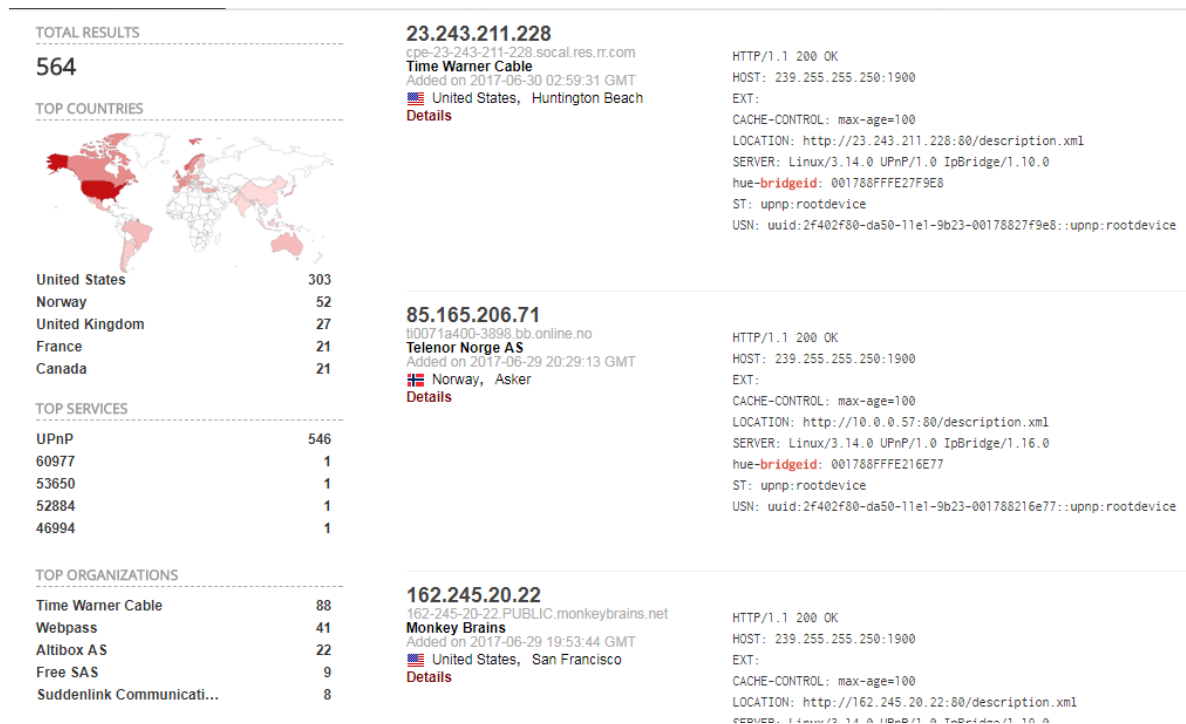 TOTAL RESULTS
564
TOP COUNTRIES
United States 303
Norway 52
United Kingdom 27
France 21
Canada 21
TOP SERVICES
UPnP 546
60977 1
53650 1
52884 1
46994 1
TOP ORGANIZATIONS
Time Warner Cable 88
Webpass 41
Altibox AS 22
Free SAS 9
Suddenlink Communicati... 8
23.243.211.228
cpe-23-243-211-228.socal.res.rr.com
Time Warner Cable
Added on 2017-06-30 02:59:31 GMT
United States, Huntington Beach
Details
HTTP/1.1 200 OK
HOST: 239.255.255.250:1900
EXT:
CACHE-CONTROL: max-age=100
LOCATION: http://23.243.211.228:80/description.xml
SERVER: Linux/3.14.0 UPnP/1.0 IpBridge/1.10.0
hue-bridgeid: 001788FFFE27F9E8
ST: upnp:rootdevice
USN: uuid:2f402f80-da50-11e1-9b23-00178827f9e8::upnp:rootdevice
85.165.206.71
ti0071a400-3898.bb.online.no
Telenor Norge AS
Added on 2017-06-29 20:29:13 GMT
Norway, Asker
Details
HTTP/1.1 200 OK
HOST: 239.255.255.250:1900
EXT:
CACHE-CONTROL: max-age=100
LOCATION: http://10.0.0.57:80/description.xml
SERVER: Linux/3.14.0 UPnP/1.0 IpBridge/1.16.0
hue-bridgeid: 001788FFFE216E77
ST: upnp:rootdevice
USN: uuid:2f402f80-da50-11e1-9b23-001788216e77::upnp:rootdevice
162.245.20.22
162-245-20-22.PUBLIC.monkeybrains.net
Monkey Brains
Added on 2017-06-29 19:53:44 GMT
United States, San Francisco
Details
HTTP/1.1 200 OK
HOST: 239.255.255.250:1900
EXT:
CACHE-CONTROL: max-age=100
LOCATION: http://162.245.20.22:80/description.xml
SERVER: Linux/3.14.0 UPnP/1.0 IpBridge/1.19.0